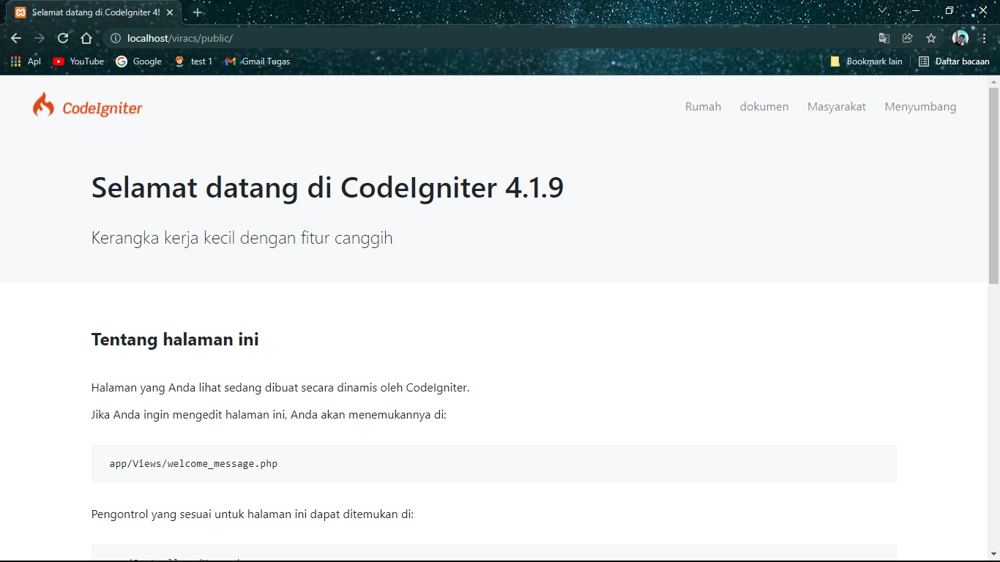 Selamat datang di CodeIgniter 4!
localhost/viracs/public/
Apl YouTube Google test 1 Gmail Tugas Bookmark lain Daftar bacaan
CodeIgniter Rumah dokumen Masyarakat Menyumbang
Selamat datang di CodeIgniter 4.1.9
Kerangka kerja kecil dengan fitur canggih
Tentang halaman ini
Halaman yang Anda lihat sedang dibuat secara dinamis oleh CodeIgniter.
Jika Anda ingin mengedit halaman ini, Anda akan menemukannya di:
app/Views/welcome_message.php
Pengontrol yang sesuai untuk halaman ini dapat ditemukan di: